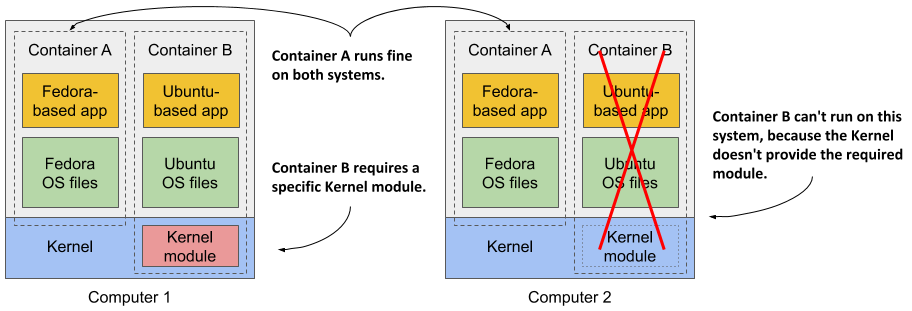 Container A
Container B
Fedora-
based app
Ubuntu-
based app
Fedora
OS files
Ubuntu
OS files
Kernel
Kernel
module
Computer 1
Container A runs fine
on both systems.
Container B requires a
specific Kernel module.
Container A
Container B
Fedora-
based app
Ubuntu-
based app
Fedora
OS files
Ubuntu
OS files
Kernel
Kernel
module
Computer 2
Container B can't run on this
system, because the Kernel
doesn't provide the required
module.